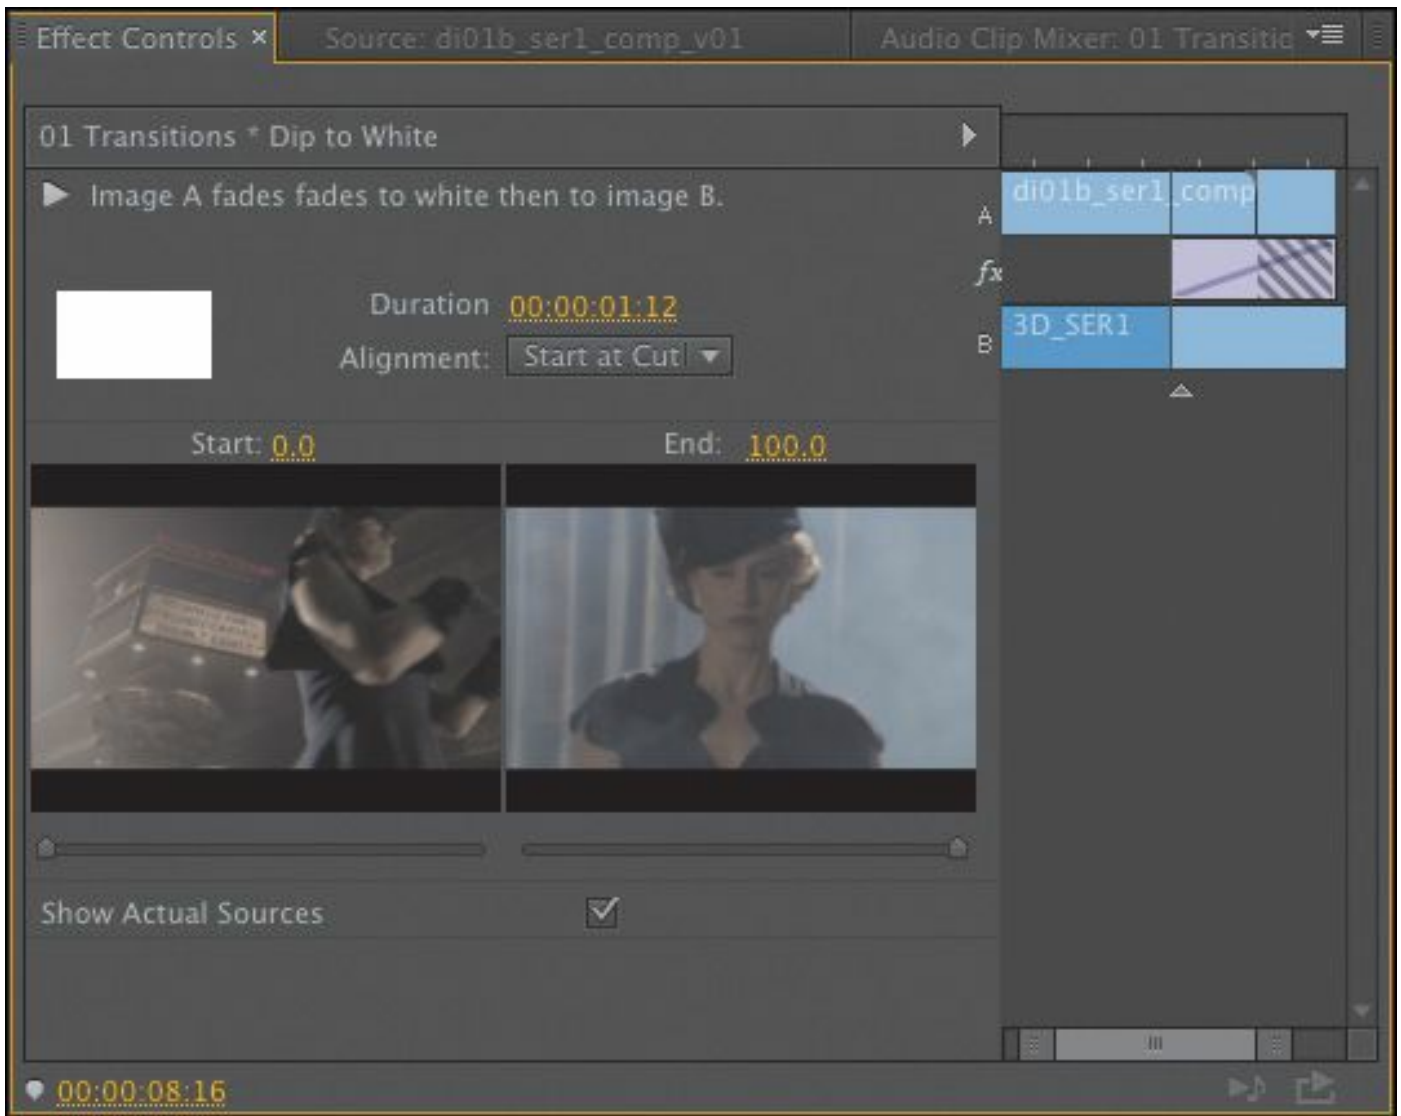 Effect Controls × Source: di01b_ser1_comp_v01 Audio Clip Mixer: 01 Transitic
01 Transitions * Dip to White
Image A fades fades to white then to image B.
A di01b_ser1_comp
fx
Duration 00:00:01:12
Alignment: Start at Cut
B 3D_SER1
Start: 0.0 End: 100.0
Show Actual Sources
00:00:08:16